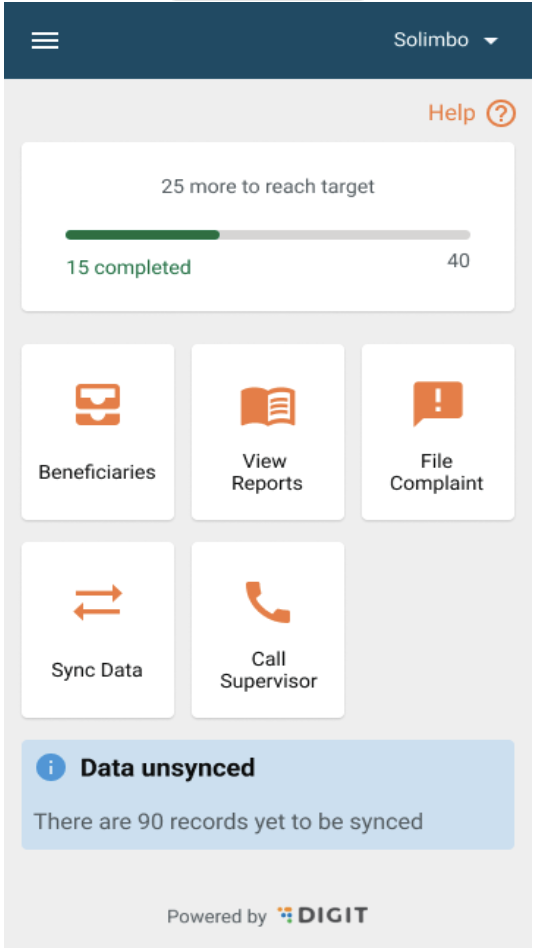 Solimbo
Help
25 more to reach target
15 completed
40
Beneficiaries
View
Reports
File
Complaint
Sync Data
Call
Supervisor
Data unsynced
There are 90 records yet to be synced
Powered by DIGIT